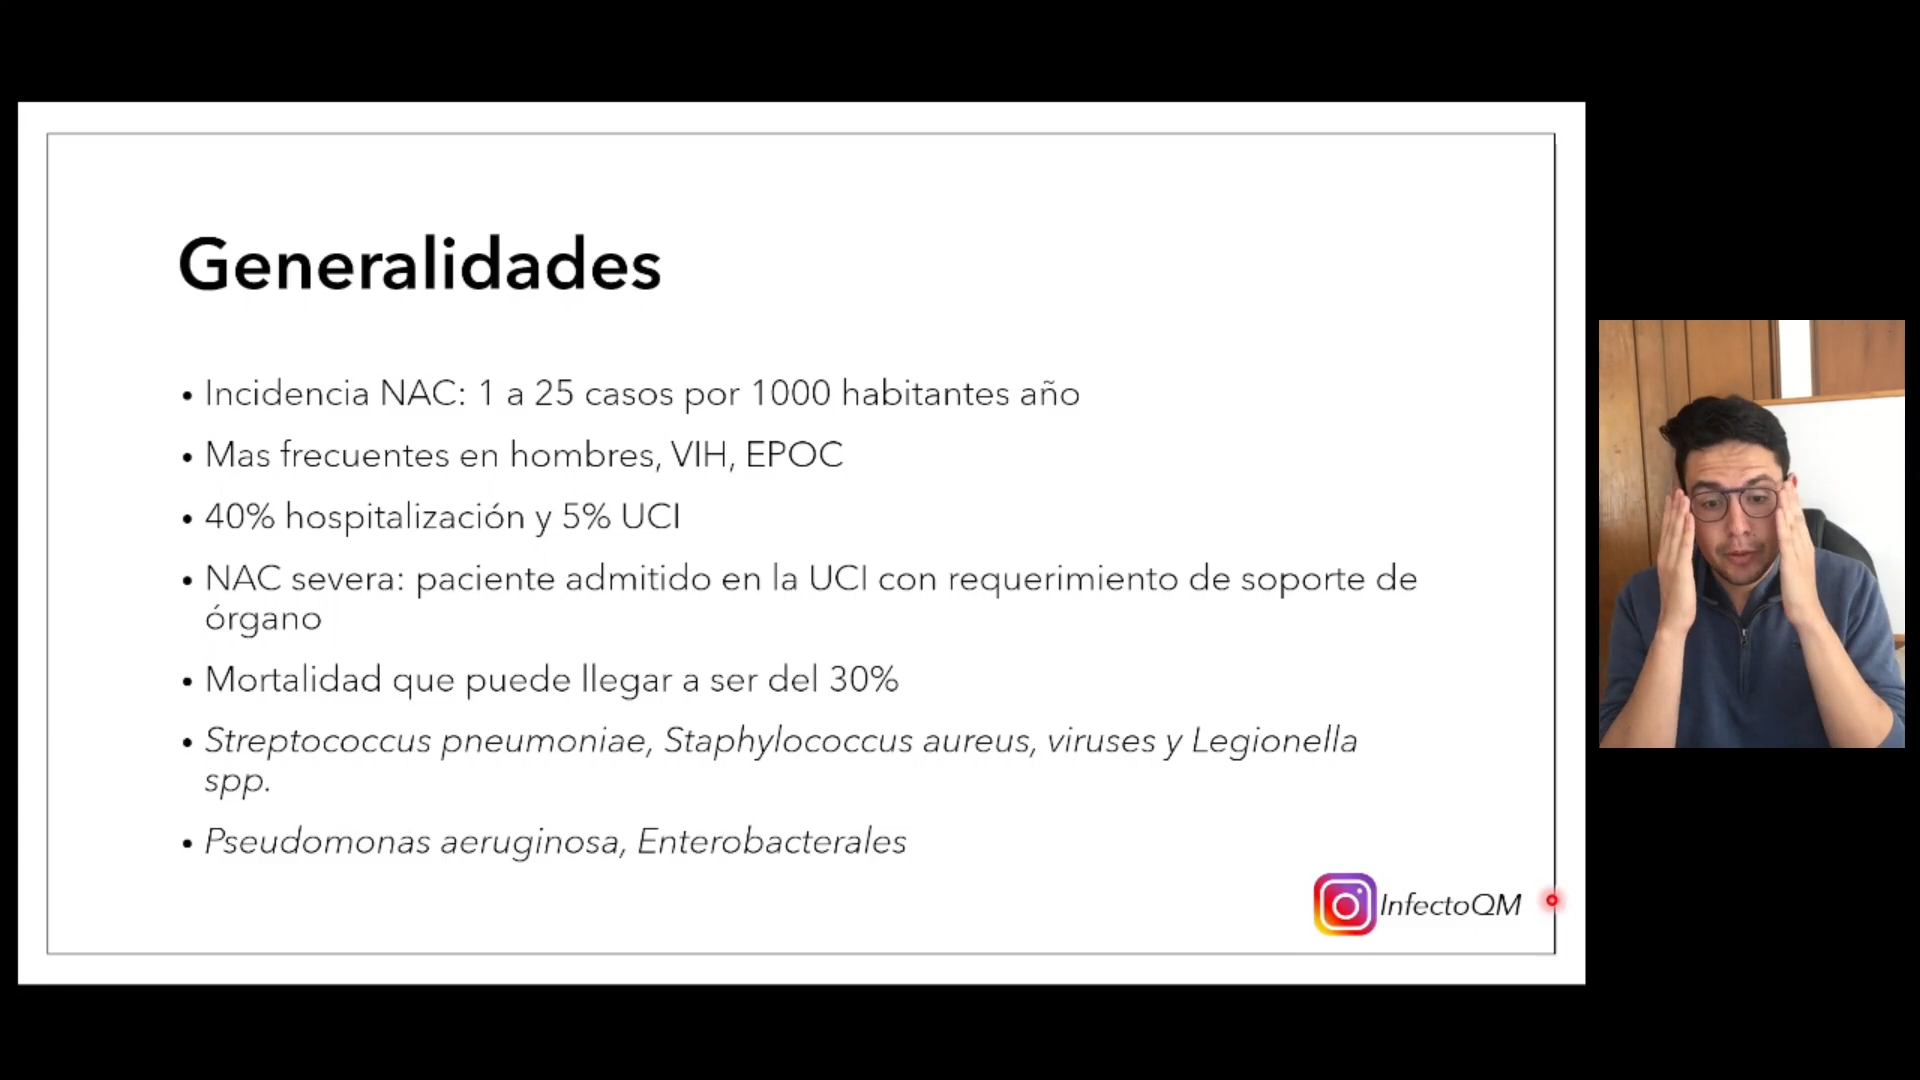 Generalidades
• Incidencia NAC: 1 a 25 casos por 1000 habitantes año
• Mas frecuentes en hombres, VIH, EPOC
• 40% hospitalización y 5% UCI
• NAC severa: paciente admitido en la UCI con requerimiento de soporte de
órgano
• Mortalidad que puede llegar a ser del 30%
• Streptococcus pneumoniae, Staphylococcus aureus, viruses y Legionella
spp.
• Pseudomonas aeruginosa, Enterobacterales
InfectoQM